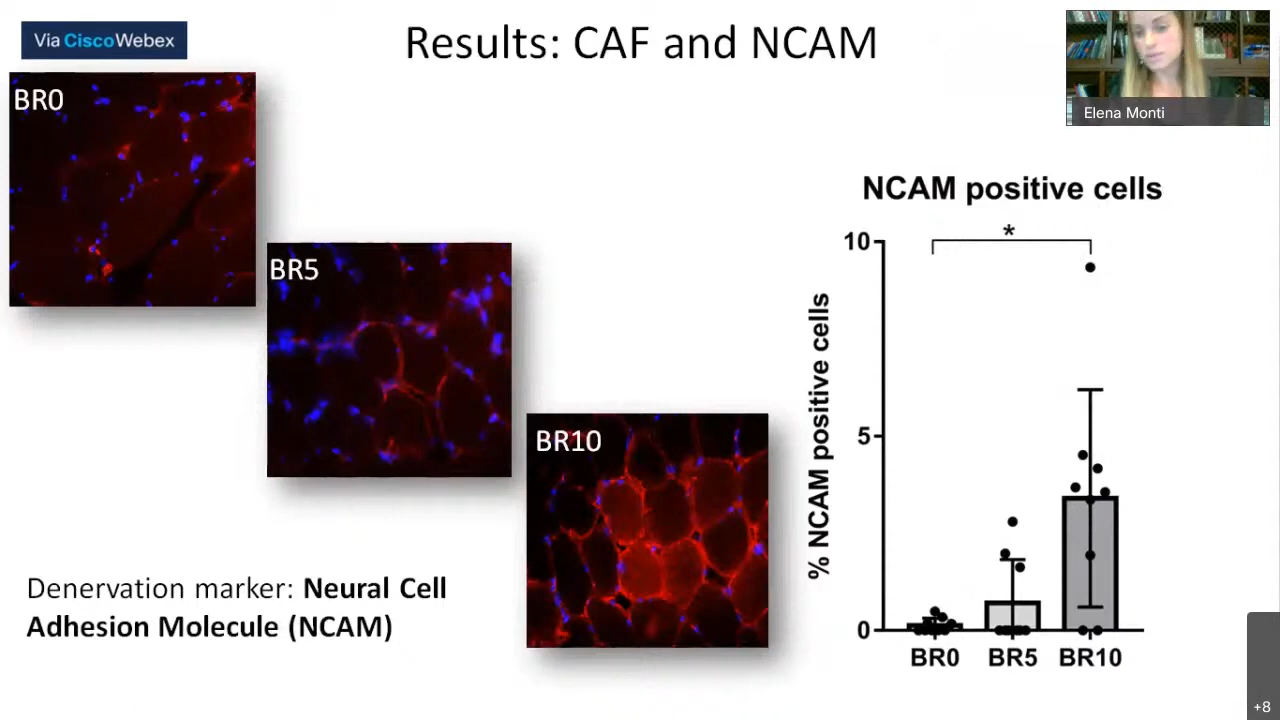 Via CiscoWebex
Results: CAF and NCAM
Elena Monti
BR0
BR5
BR10
Denervation marker: Neural Cell
Adhesion Molecule (NCAM)
NCAM positive cells
*
% NCAM positive cells
10
5
0
BR0 BR5 BR10
+8